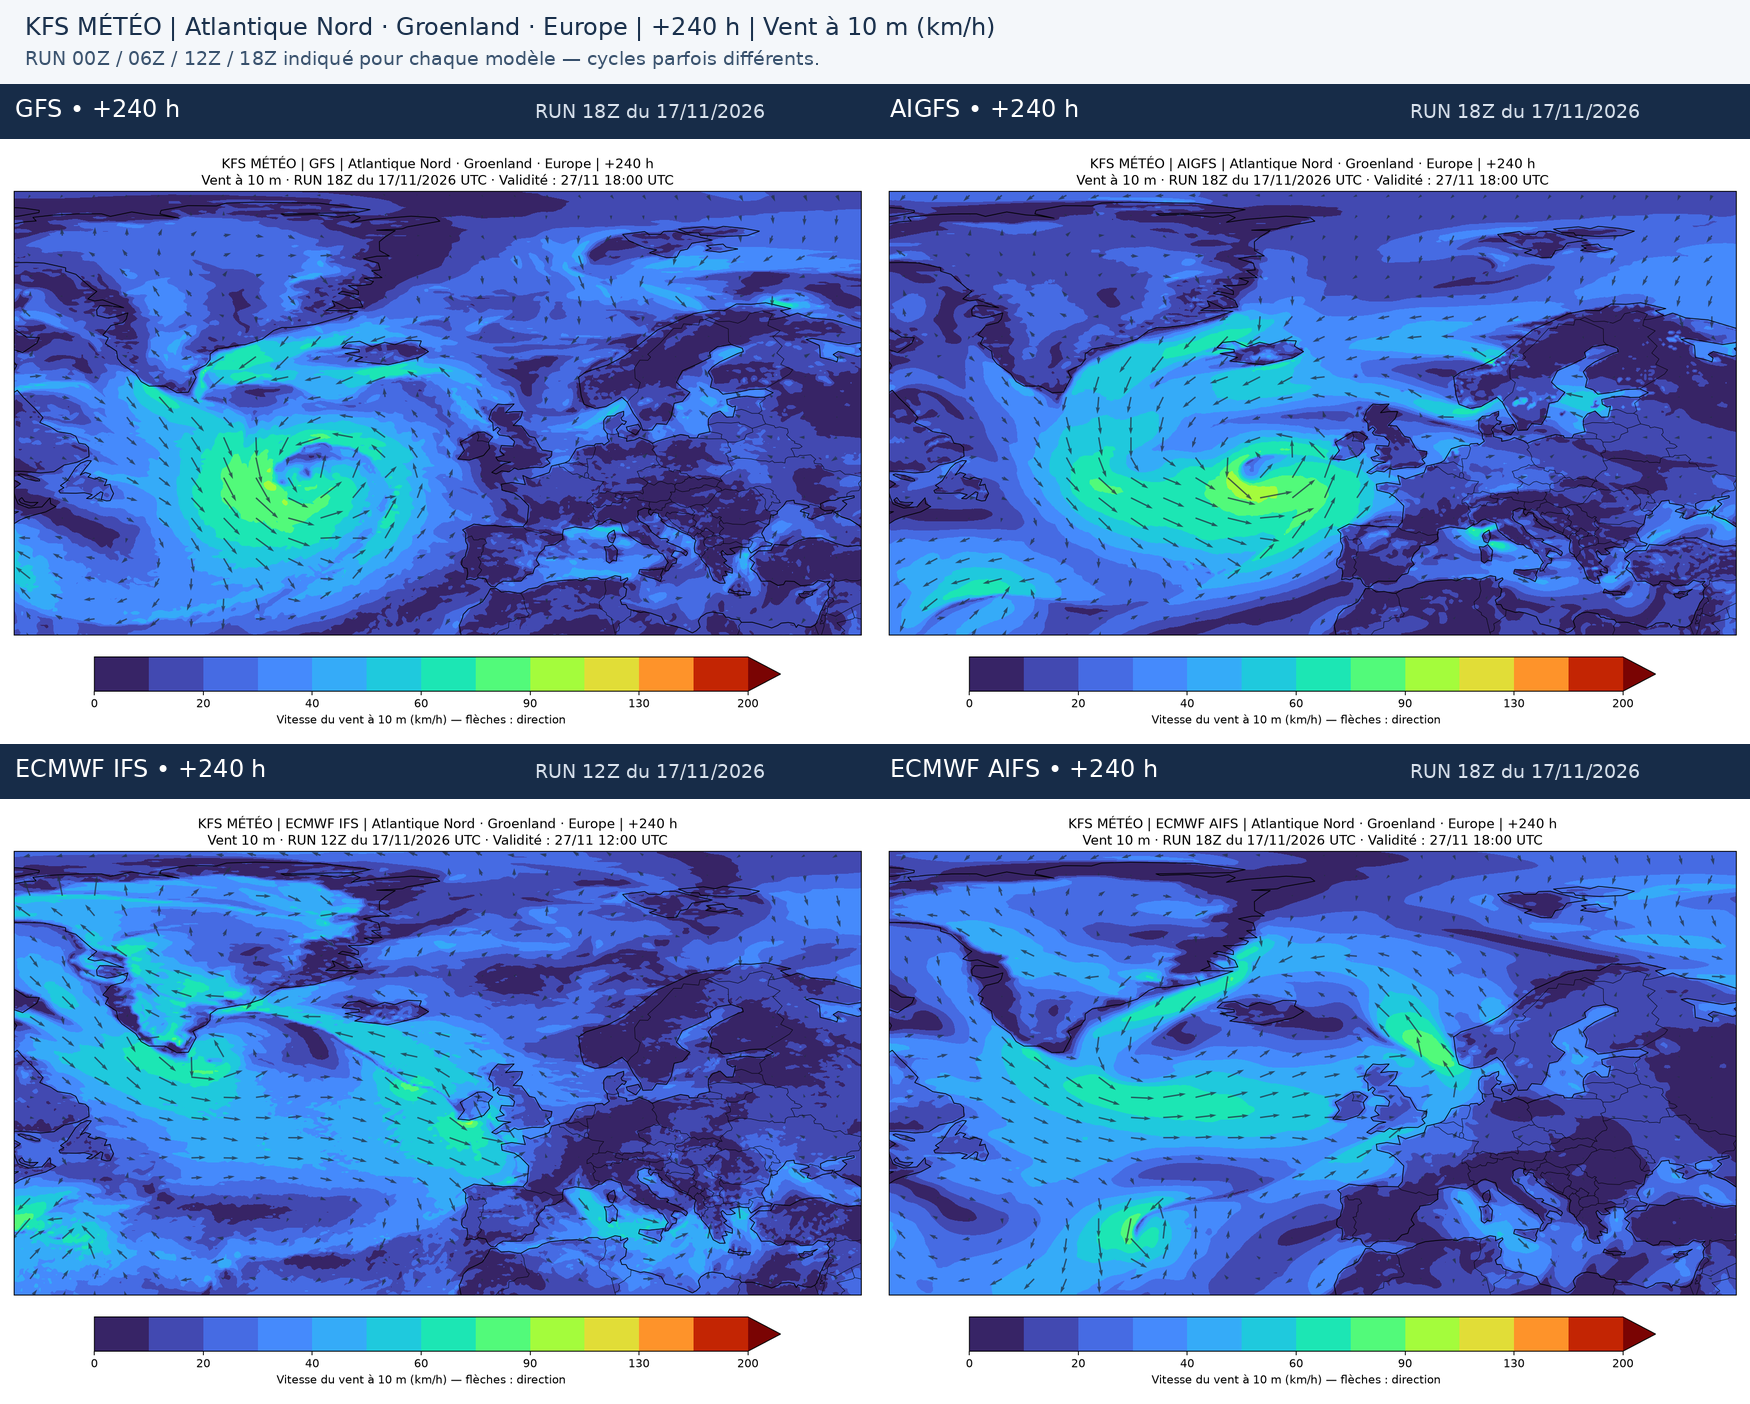 KFS MÉTÉO | Atlantique Nord · Groenland · Europe | +240 h | Vent à 10 m (km/h)
RUN 00Z / 06Z / 12Z / 18Z indiqué pour chaque modèle — cycles parfois différents.
GFS • +240 h
RUN 18Z du 17/11/2026
KFS MÉTÉO | GFS | Atlantique Nord · Groenland · Europe | +240 h
Vent à 10 m · RUN 18Z du 17/11/2026 UTC · Validité : 27/11 18:00 UTC
0 20 40 60 90 130 200
Vitesse du vent à 10 m (km/h) — flèches : direction
AIGFS • +240 h
RUN 18Z du 17/11/2026
KFS MÉTÉO | AIGFS | Atlantique Nord · Groenland · Europe | +240 h
Vent à 10 m · RUN 18Z du 17/11/2026 UTC · Validité : 27/11 18:00 UTC
0 20 40 60 90 130 200
Vitesse du vent à 10 m (km/h) — flèches : direction
ECMWF IFS • +240 h
RUN 12Z du 17/11/2026
KFS MÉTÉO | ECMWF IFS | Atlantique Nord · Groenland · Europe | +240 h
Vent 10 m · RUN 12Z du 17/11/2026 UTC · Validité : 27/11 12:00 UTC
0 20 40 60 90 130 200
Vitesse du vent à 10 m (km/h) — flèches : direction
ECMWF AIFS • +240 h
RUN 18Z du 17/11/2026
KFS MÉTÉO | ECMWF AIFS | Atlantique Nord · Groenland · Europe | +240 h
Vent 10 m · RUN 18Z du 17/11/2026 UTC · Validité : 27/11 18:00 UTC
0 20 40 60 90 130 200
Vitesse du vent à 10 m (km/h) — flèches : direction